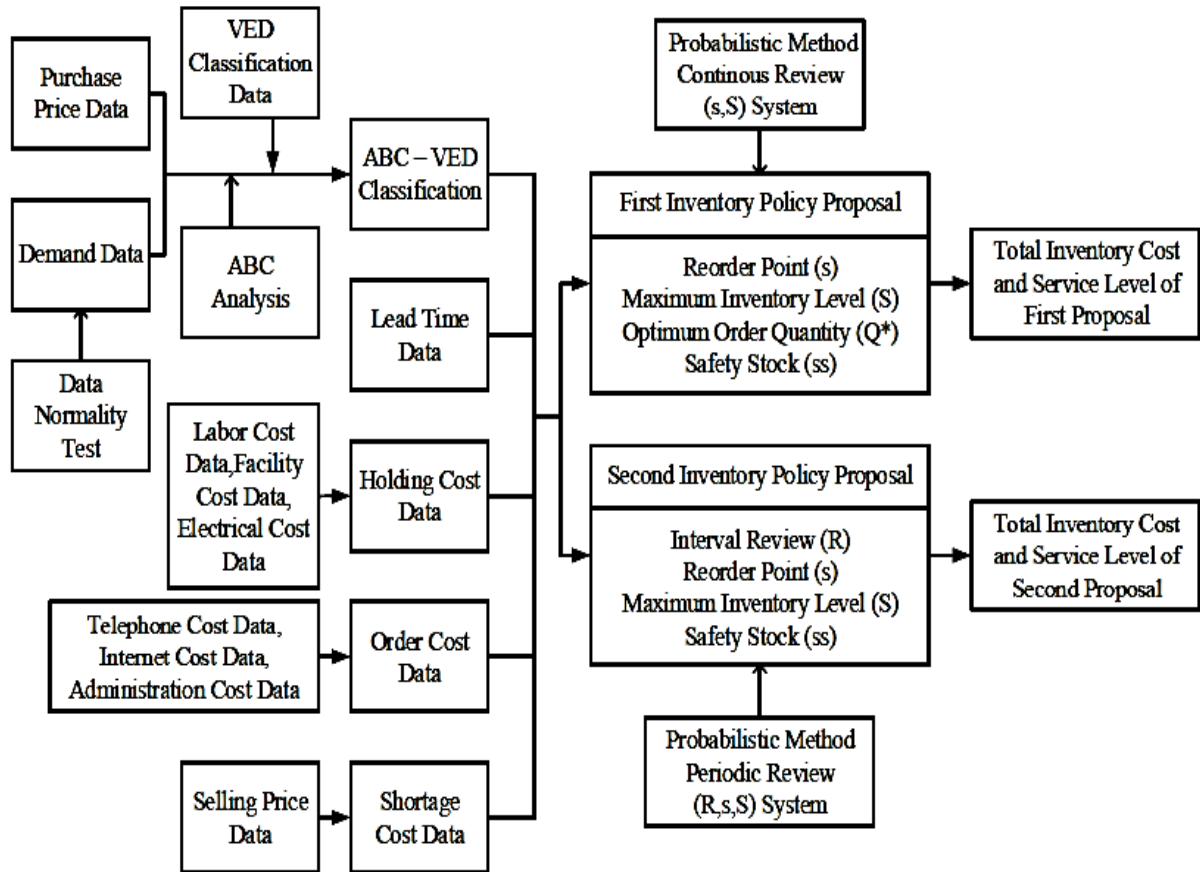 Purchase
Price Data
VED
Classification
Data
Demand Data
ABC
Analysis
Data
Normality
Test
ABC – VED
Classification
Lead Time
Data
Labor Cost
Data,Facility
Cost Data,
Electrical Cost
Data
Holding Cost
Data
Telephone Cost Data,
Internet Cost Data,
Administration Cost Data
Order Cost
Data
Selling Price
Data
Shortage
Cost Data
Probabilistic Method
Continous Review
(s,S) System
First Inventory Policy Proposal
Reorder Point (s)
Maximum Inventory Level (S)
Optimum Order Quantity (Q*)
Safety Stock (ss)
Total Inventory Cost
and Service Level of
First Proposal
Second Inventory Policy Proposal
Interval Review (R)
Reorder Point (s)
Maximum Inventory Level (S)
Safety Stock (ss)
Total Inventory Cost
and Service Level of
Second Proposal
Probabilistic Method
Periodic Review
(R,s,S) System